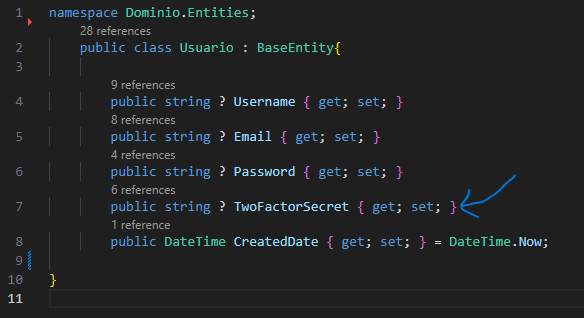 1 namespace Dominio.Entities;
28 references
2 public class Usuario : BaseEntity{
3
9 references
4 public string ? Username { get; set; }
8 references
5 public string ? Email { get; set; }
4 references
6 public string ? Password { get; set; }
6 references
7 public string ? TwoFactorSecret { get; set; }
1 reference
8 public DateTime CreatedDate { get; set; } = DateTime.Now;
9
10 }
11